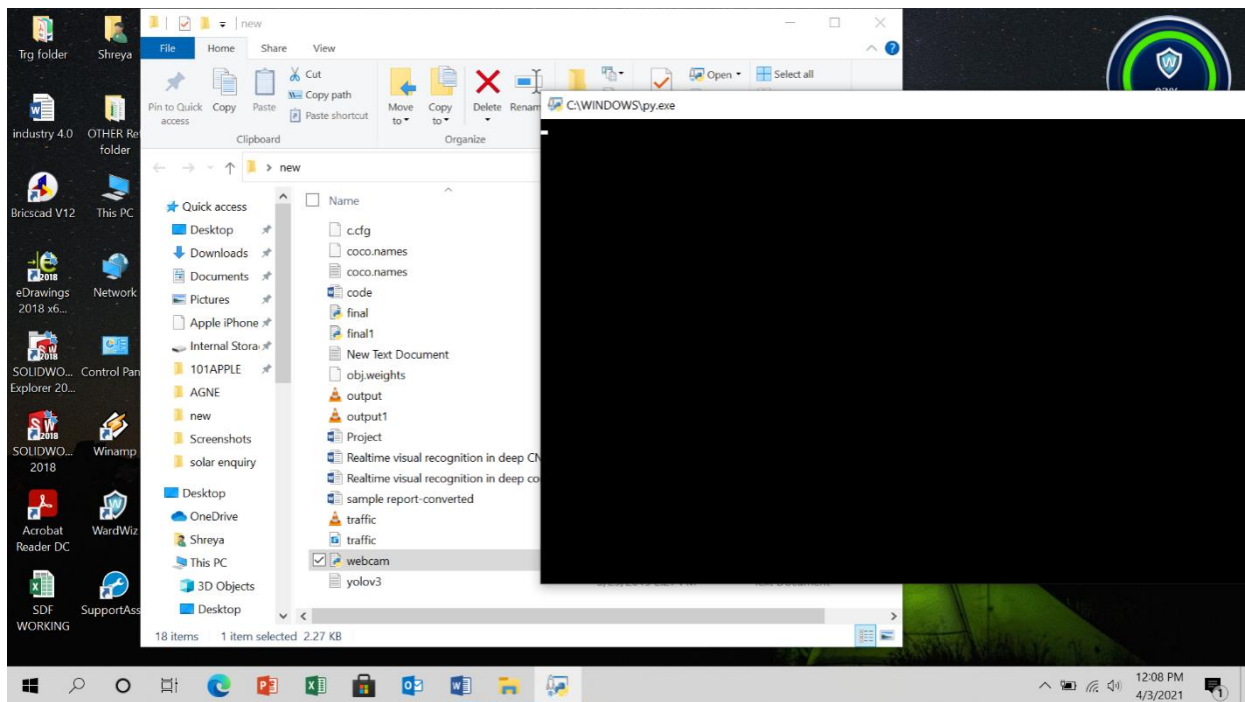 Trg folder
Shreya
industry 4.0
OTHER Re
folder
Bricscad V12
This PC
eDrawings
2018 x6...
Network
SOLIDWO...
Explorer 20...
Control Pan
SOLIDWO...
2018
Winamp
Acrobat
Reader DC
WardWiz
SDF
WORKING
SupportAss
new
File
Home
Share
View
Pin to Quick
access
Copy
Paste
Cut
Copy path
Paste shortcut
Clipboard
Move
to
Copy
to
Delete
Renam
Organize
Open
Select all
new
Quick access
Desktop
Downloads
Documents
Pictures
Apple iPhone
Internal Stora
101APPLE
AGNE
new
Screenshots
solar enquiry
Desktop
OneDrive
Shreya
This PC
3D Objects
Desktop
Name
c.cfg
coco.names
coco.names
code
final
final1
New Text Document
obj.weights
output
output1
Project
Realtime visual recognition in deep CN
Realtime visual recognition in deep co
sample report-converted
traffic
traffic
webcam
yolov3
18 items
1 item selected 2.27 KB
C:\WINDOWS\py.exe
12:08 PM
4/3/2021
1